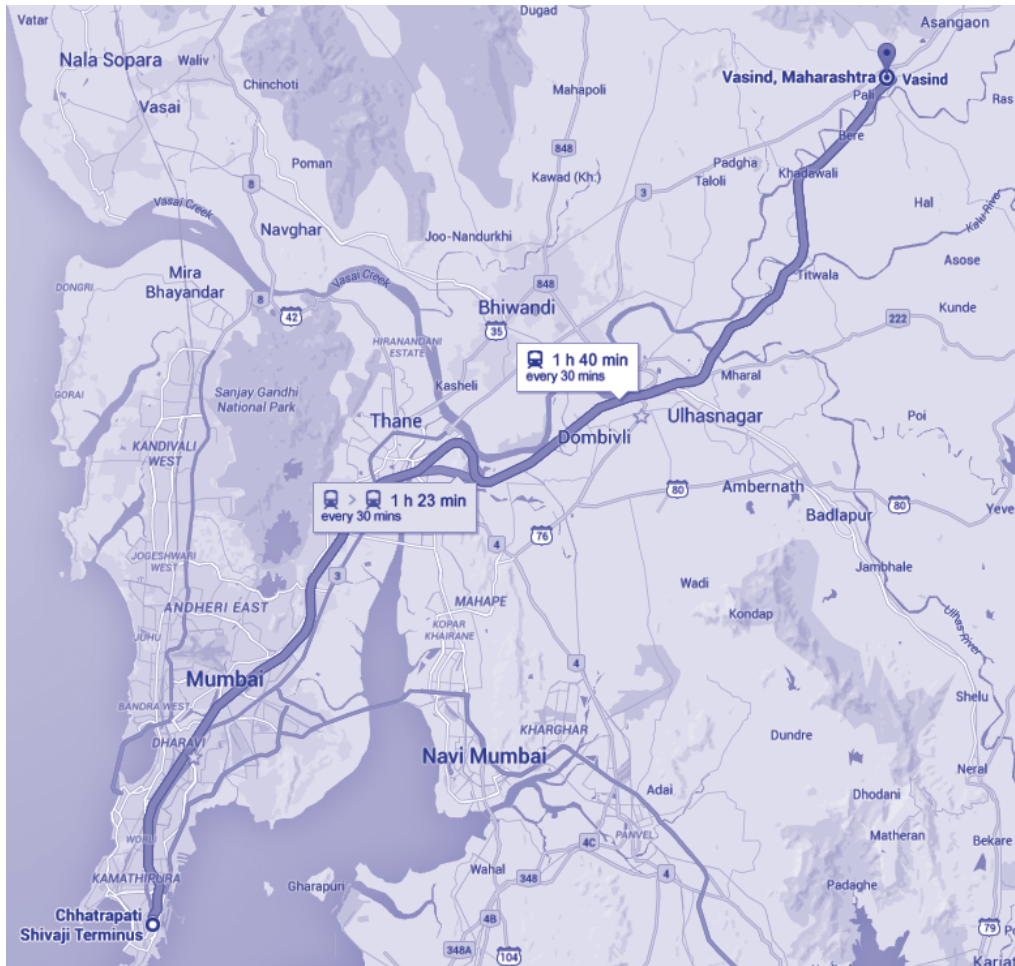 Vatar
Dugad
Asangaon
Nala Sopara
Waliv
Chinchoti
Mahapoli
Vasind, Maharashtra
Vasind
Vasai
Pali
Ras
Bere
848
Poman
Padgha
Khadawali
Kawad (Kh.)
Taloli
8
3
Vasai Creek
Hal
Kalu Rive
Navghar
Joo-Nandurkhi
Asose
Mira
Bhayandar
Vasai Creek
Titwala
DONGRI
848
8
42
Bhiwandi
Kunde
222
35
HIRANANDANI
ESTATE
1 h 40 min
every 30 mins
Mharal
Kasheli
GORAI
Sanjay Gandhi
National Park
Thane
Ulhasnagar
Poi
Dombivli
KANDIVALI
WEST
80
Ambernath
1 h 23 min
every 30 mins
80
Badlapur
Yeve
76
4
JOGESHWARI
WEST
Jambhale
3
Wadi
MAHAPE
ANDHERI EAST
Kondap
KOPAR
KHAIRANE
Ulhas River
JUHU
4
Mumbai
Shelu
BANDRA WEST
KHARGHAR
Dundre
DHARAVI
Navi Mumbai
Neral
Adai
Dhodani
WORLI
PANVEL
Matheran
Bekare
4C
KAMATHIPURA
Wahal
4
Gharapuri
348
Padaghe
Chhatrapati
Shivaji Terminus
4B
79
348A
104
Karjat